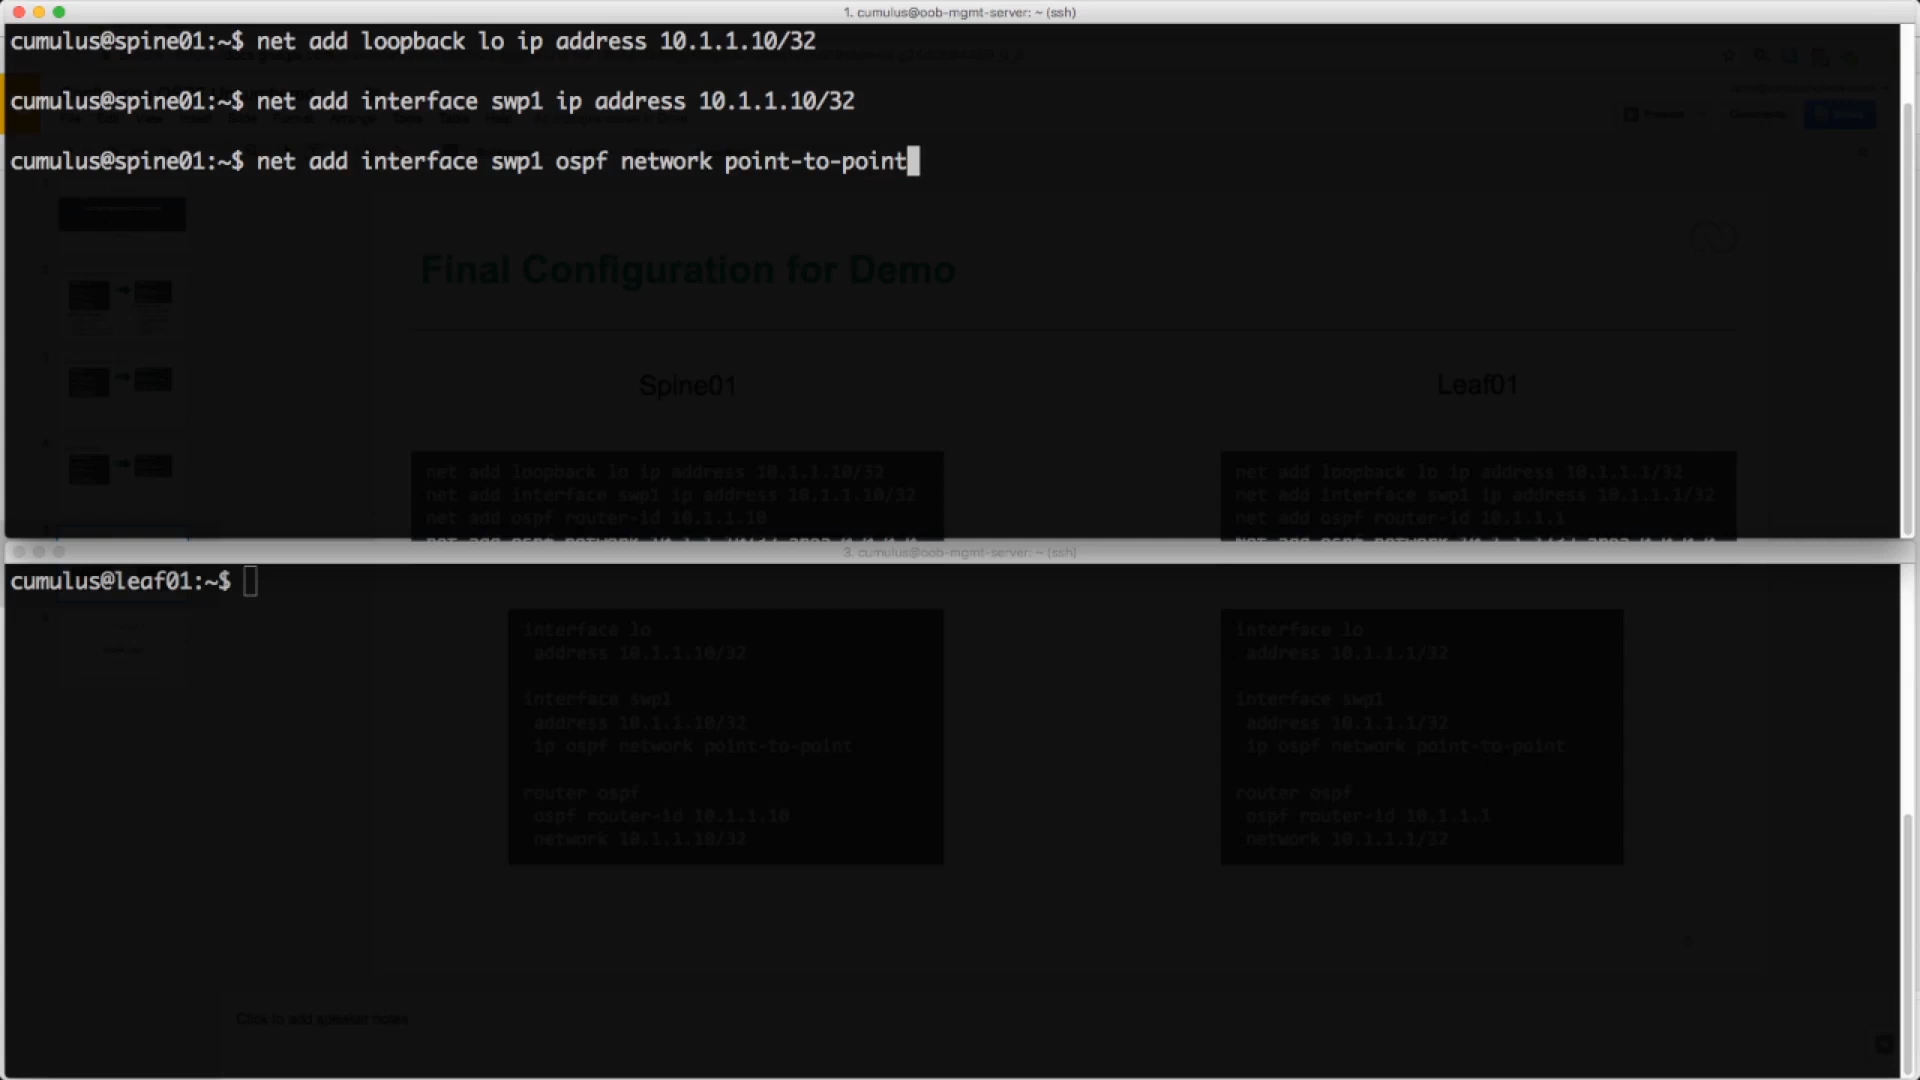 1. cumulus@oob-mgmt-server: ~ (ssh)
cumulus@spine01:~$ net add loopback lo ip address 10.1.1.10/32
cumulus@spine01:~$ net add interface swp1 ip address 10.1.1.10/32
File Edit View Insert Slide Format Arrange Tools Table Help
cumulus@spine01:~$ net add interface swp1 ospf network point-to-point
Final Configuration for Demo
Spine01
Leaf01
net add loopback lo ip address 10.1.1.10/32
net add interface swp1 ip address 10.1.1.10/32
net add ospf router-id 10.1.1.10
net add loopback lo ip address 10.1.1.1/32
net add interface swp1 ip address 10.1.1.1/32
net add ospf router-id 10.1.1.1
3. cumulus@oob-mgmt-server: ~ (ssh)
cumulus@leaf01:~$
interface lo
address 10.1.1.10/32
interface swp1
address 10.1.1.10/32
ip ospf network point-to-point
router ospf
ospf router-id 10.1.1.10
network 10.1.1.10/32
interface lo
address 10.1.1.1/32
interface swp1
address 10.1.1.1/32
ip ospf network point-to-point
router ospf
ospf router-id 10.1.1.1
network 10.1.1.1/32
Click to add speaker notes